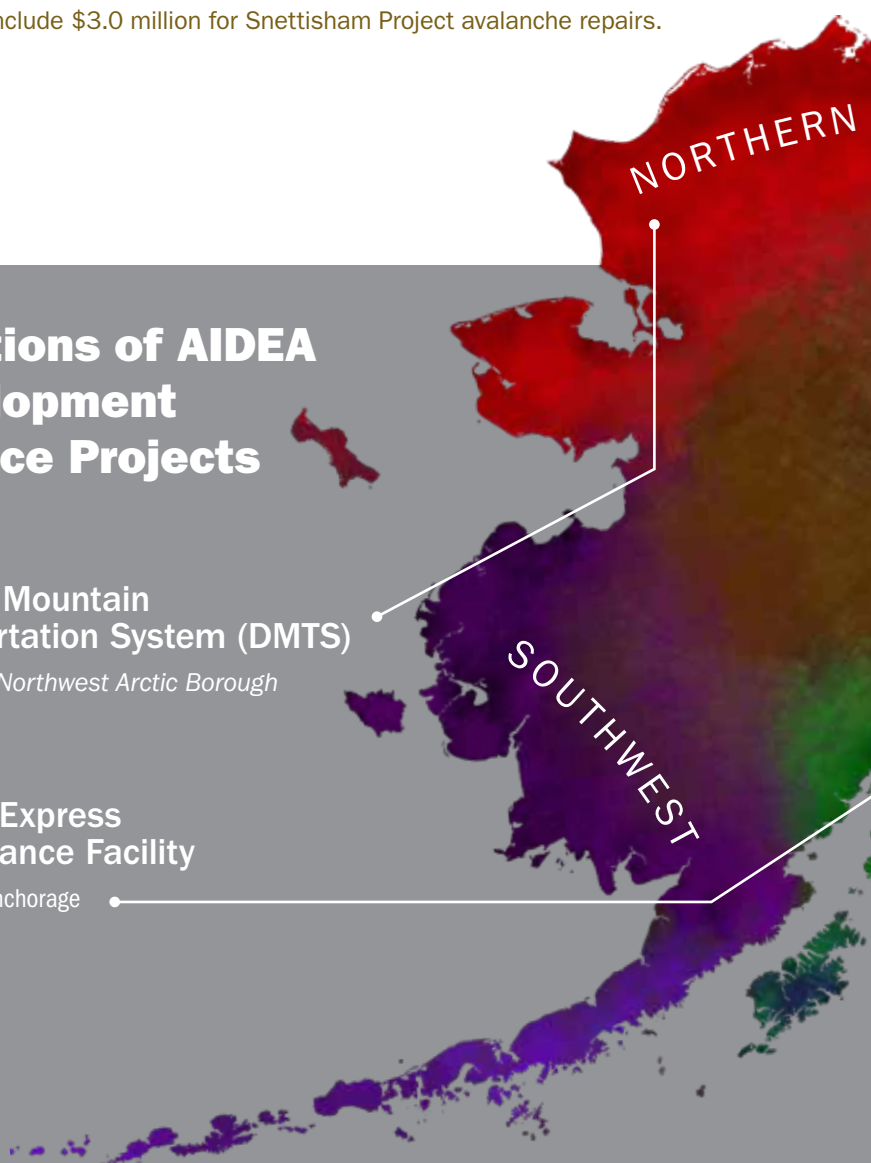 nclude $3.0 million for Snettisham Project avalanche repairs.
NORTHERN
tions of AIDEA
lopment
ce Projects
Mountain
rtation System (DMTS)
Northwest Arctic Borough
SOUTHWEST
Express
ance Facility
nchorage